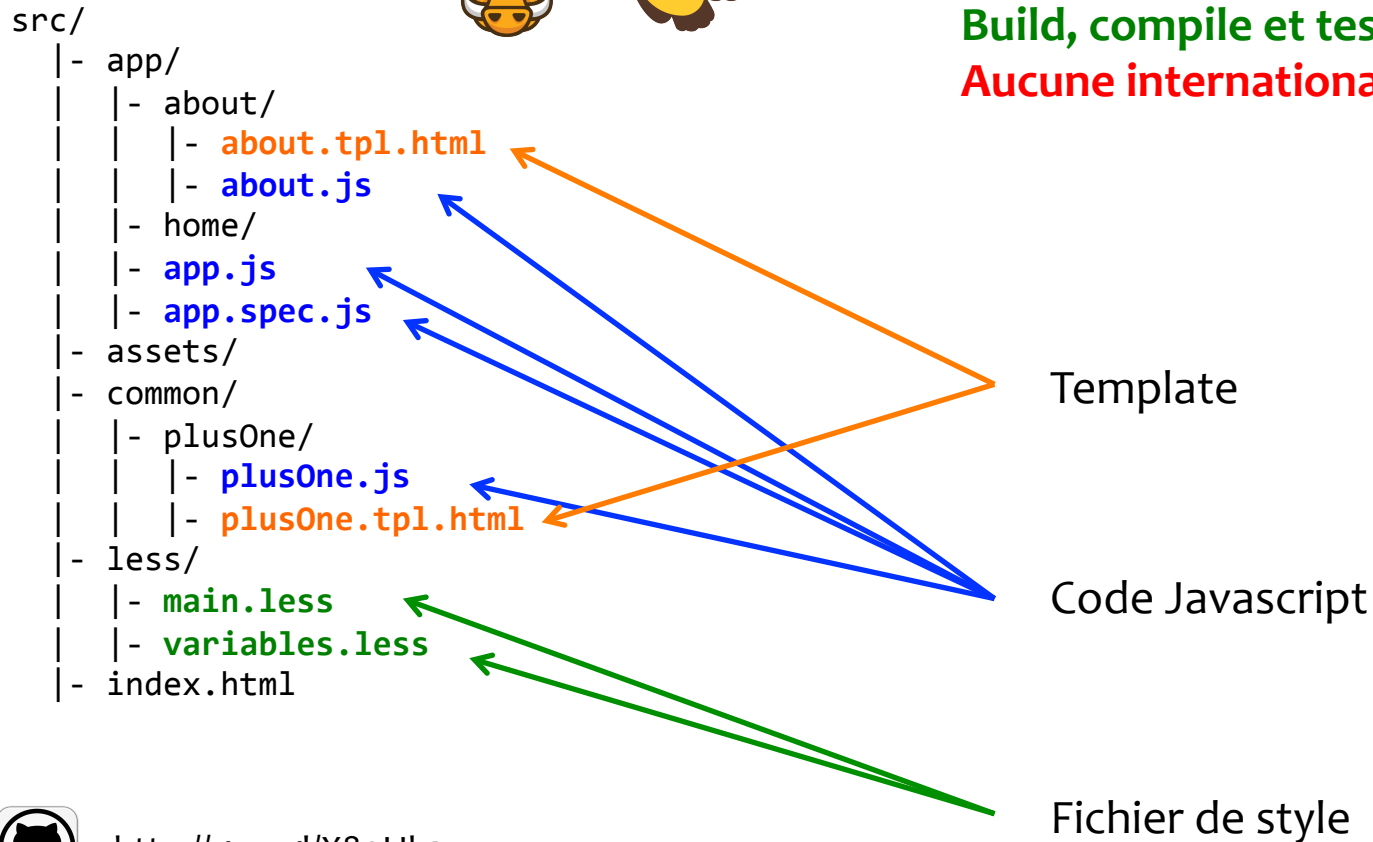 src/
|- app/
| |- about/
| | |- about.tpl.html
| | |- about.js
| |- home/
| |- app.js
| |- app.spec.js
|- assets/
|- common/
| |- plusOne/
| | |- plusOne.js
| | |- plusOne.tpl.html
|- less/
| |- main.less
| |- variables.less
|- index.html
Build, compile et
Aucune
Template
Code Javascript
Fichier de style